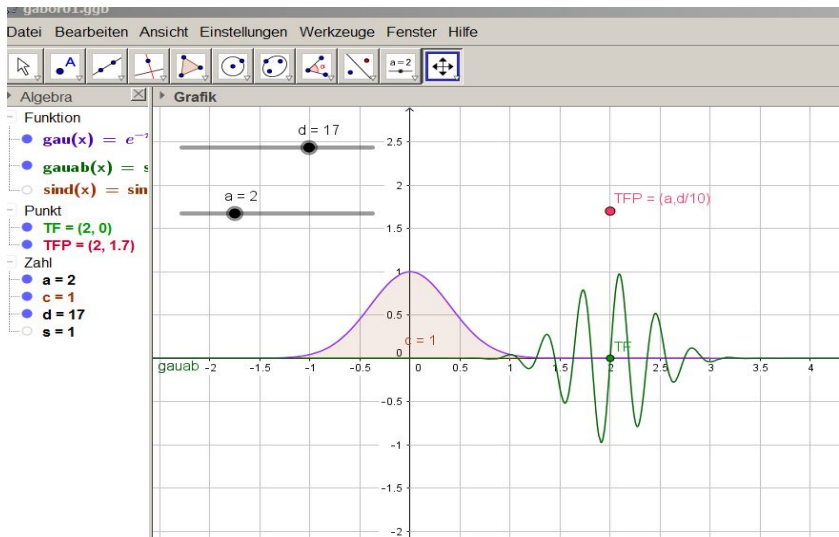 gabor01.ggb
Datei Bearbeiten Ansicht Einstellungen Werkzeuge Fenster Hilfe
A
a=2
Algebra
Grafik
Funktion
gau(x) = e^-π
gauab(x) = s
sind(x) = sin
Punkt
TF = (2, 0)
TFP = (2, 1.7)
Zahl
a = 2
c = 1
d = 17
s = 1
d = 17
a = 2
TFP = (a,d/10)
c = 1
TF
gauab
2.5
2
1.5
1
0.5
0
-0.5
-1
-1.5
-2
-2 -1.5 -1 -0.5 0 0.5 1 1.5 2 2.5 3 3.5 4